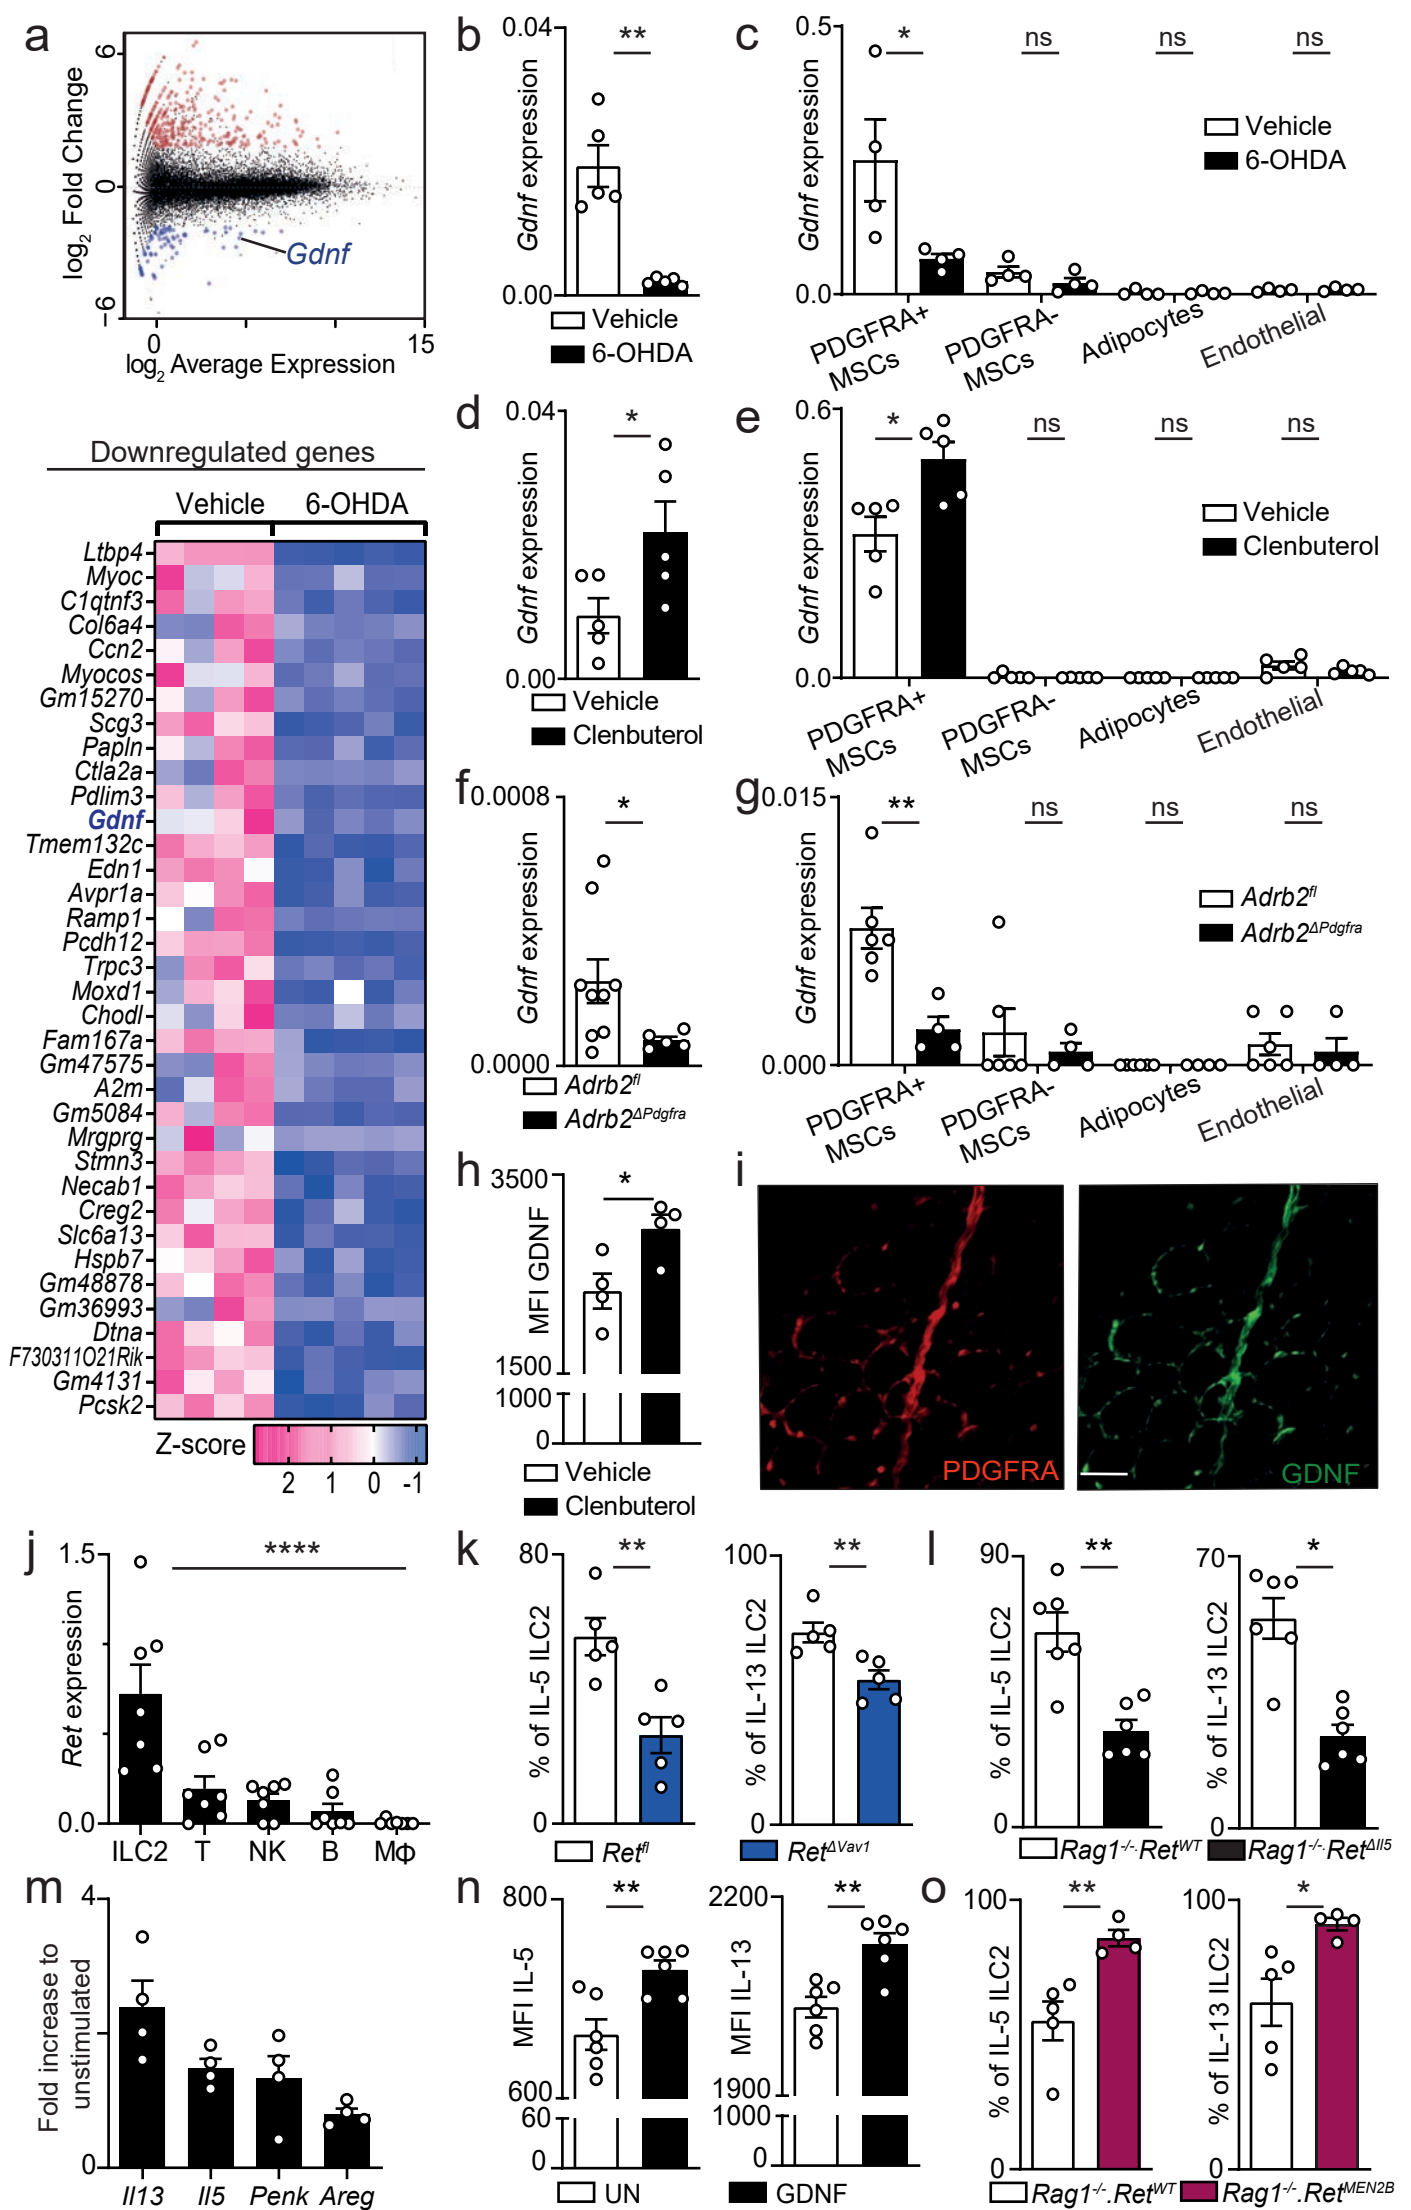 a
6
0
−6
log2 Fold Change
Gdnf
0
15
log2 Average Expression
b
0.04
**
Gdnf expression
0.00
Vehicle
6-OHDA
c
0.5
*
ns
ns
ns
Vehicle
6-OHDA
Gdnf expression
0.0
PDGFRA+ MSCs
PDGFRA- MSCs
Adipocytes
Endothelial
Downregulated genes
Vehicle
6-OHDA
Ltbp4
Myoc
C1qtnf3
Col6a4
Ccn2
Myocos
Gm15270
Scg3
Papln
Ctla2a
Pdlim3
Gdnf
Tmem132c
Edn1
Avpr1a
Ramp1
Pcdh12
Trpc3
Moxd1
Chodl
Fam167a
Gm47575
A2m
Gm5084
Mrgprg
Stmn3
Necab1
Creg2
Slc6a13
Hspb7
Gm48878
Gm36993
Dtna
F730311O21Rik
Gm4131
Pcsk2
Z-score
2 1 0 -1
d
0.04
*
Gdnf expression
0.00
Vehicle
Clenbuterol
e
0.6
*
ns
ns
ns
Vehicle
Clenbuterol
Gdnf expression
0.0
PDGFRA+ MSCs
PDGFRA- MSCs
Adipocytes
Endothelial
f
0.0008
*
Gdnf expression
0.0000
Adrb2fl
Adrb2ΔPdgfra
g
0.015
**
ns
ns
ns
Adrb2fl
Adrb2ΔPdgfra
Gdnf expression
0.000
PDGFRA+ MSCs
PDGFRA- MSCs
Adipocytes
Endothelial
h
3500
*
MFI GDNF
1500
1000
0
Vehicle
Clenbuterol
i
PDGFRA
GDNF
j
1.5
****
Ret expression
0.0
ILC2 T NK B MΦ
k
80
**
% of IL-5 ILC2
0
100
**
% of IL-13 ILC2
0
Retfl
RetΔVav1
l
90
**
% of IL-5 ILC2
0
70
*
% of IL-13 ILC2
0
Rag1-/-.RetWT
Rag1-/-.RetΔIl5
m
4
Fold increase to
unstimulated
0
Il13 Il5 Penk Areg
n
800
**
MFI IL-5
600
60
0
2200
**
MFI IL-13
1900
1000
0
UN
GDNF
o
100
**
% of IL-5 ILC2
0
100
*
% of IL-13 ILC2
0
Rag1-/-.RetWT
Rag1-/-.RetMEN2B